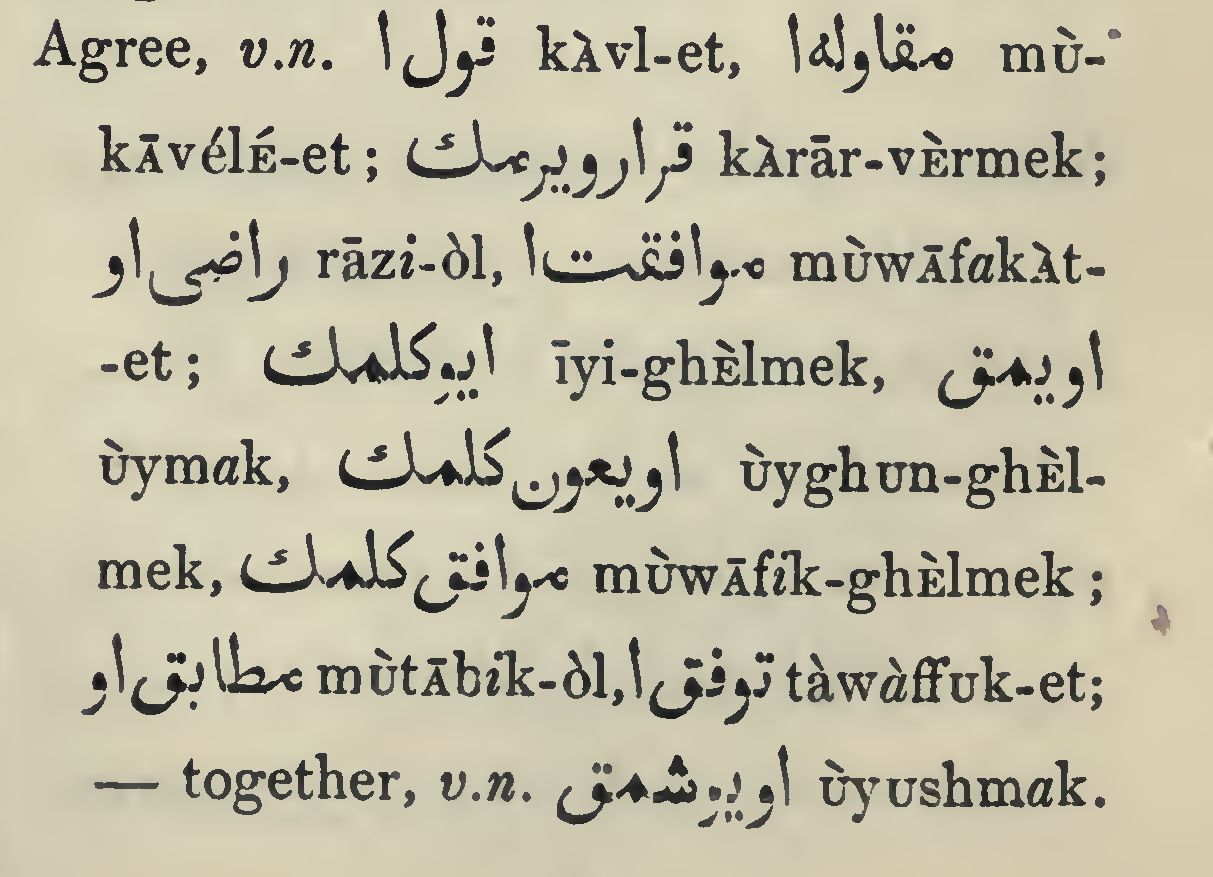 Agree, v.n. قول ا kÀvl-et, مقاوله ا mÙ-
kĀvélÉ-et ; قرار ويرمك kÀrār-vÈrmek;
راضى او rāzi-òl, موافقت ا mÙwĀfakÀt-
-et ; ايوكلمك īyi-ghÈlmek, اويمق
Ùymak, اويغون كلمك ÙyghUn-ghÈl-
mek, موافق كلمك mÙwĀfik-ghÈlmek ;
مطابق او mÙtĀbik-òl, توفق ا tàwàffUk-et;
— together, v.n. اويوشمق ÙyUshmak.